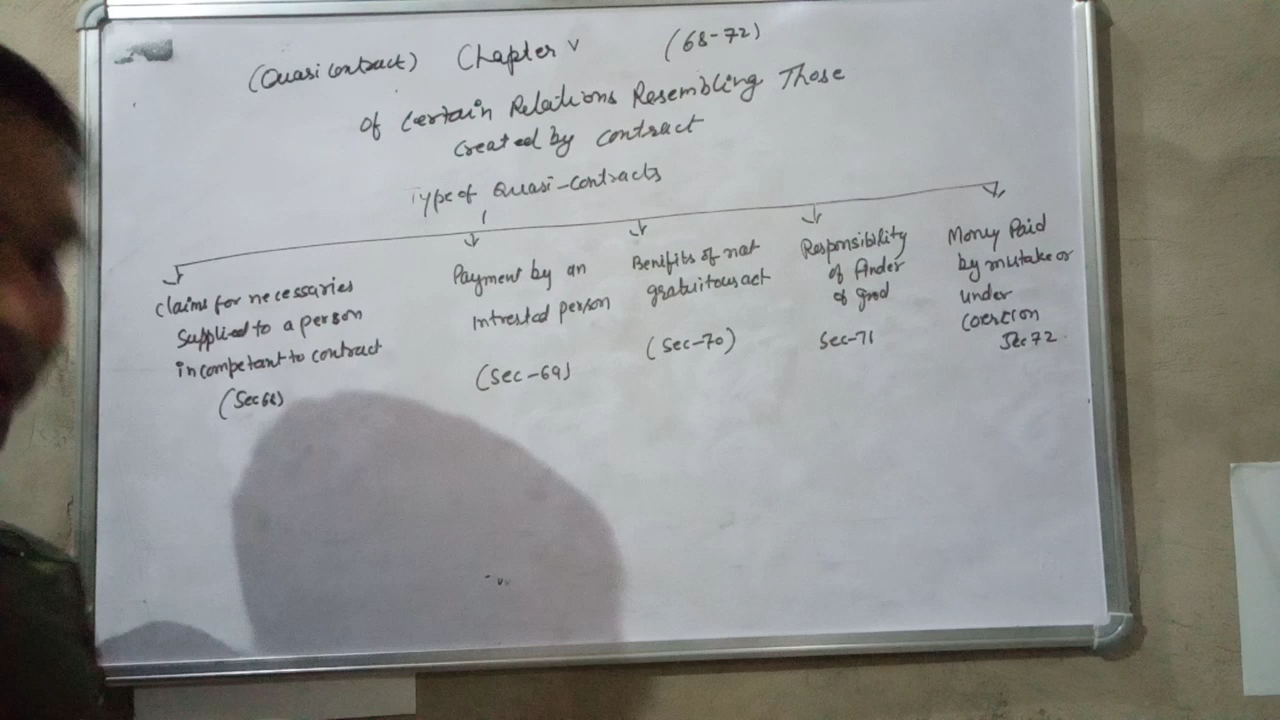 (Quasi contract) Chapter V (68-72)
Of Certain Relations Resembling Those
Created by contract
Type of Quasi-contracts
Claims for necessaries
supplied to a person
incompetant to contract
(Sec 68)
Payment by an
Intrested person
(Sec-69)
Benifits of not
gratuitous act
(Sec-70)
Responsibility
of finder
of good
Sec-71
Money Paid
by mistake or
under
coercion
Sec 72.